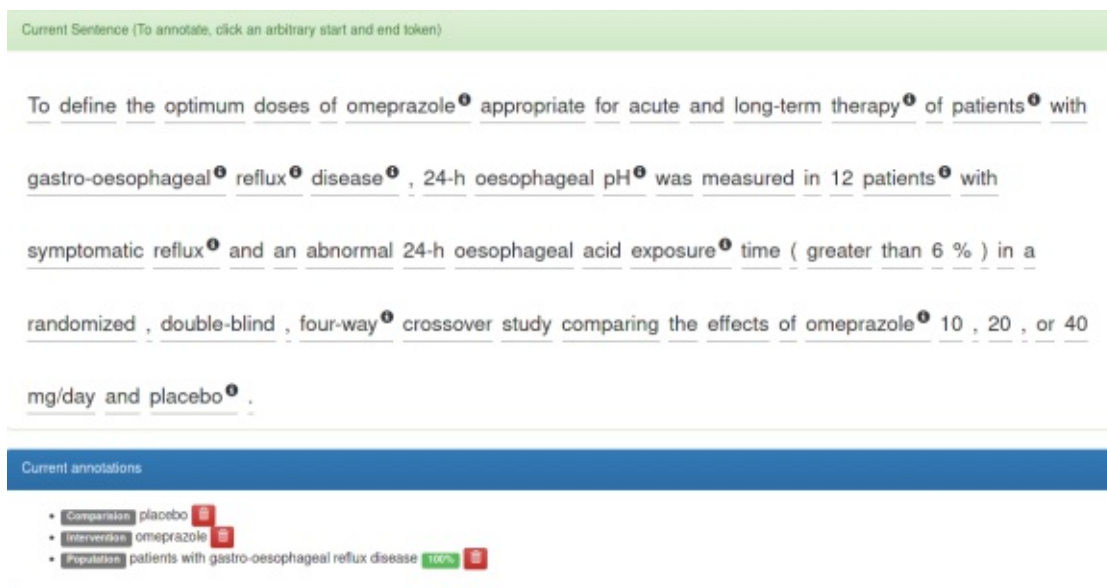 Current Sentence (To annotate, click an arbitrary start and end token)
To define the optimum doses of omeprazole appropriate for acute and long-term therapy of patients with
gastro-oesophageal reflux disease , 24-h oesophageal pH was measured in 12 patients with
symptomatic reflux and an abnormal 24-h oesophageal acid exposure time ( greater than 6 % ) in a
randomized , double-blind , four-way crossover study comparing the effects of omeprazole 10 , 20 , or 40
mg/day and placebo .
Current annotations
• Comparision placebo
• Intervention omeprazole
• Population patients with gastro-oesophageal reflux disease 100%